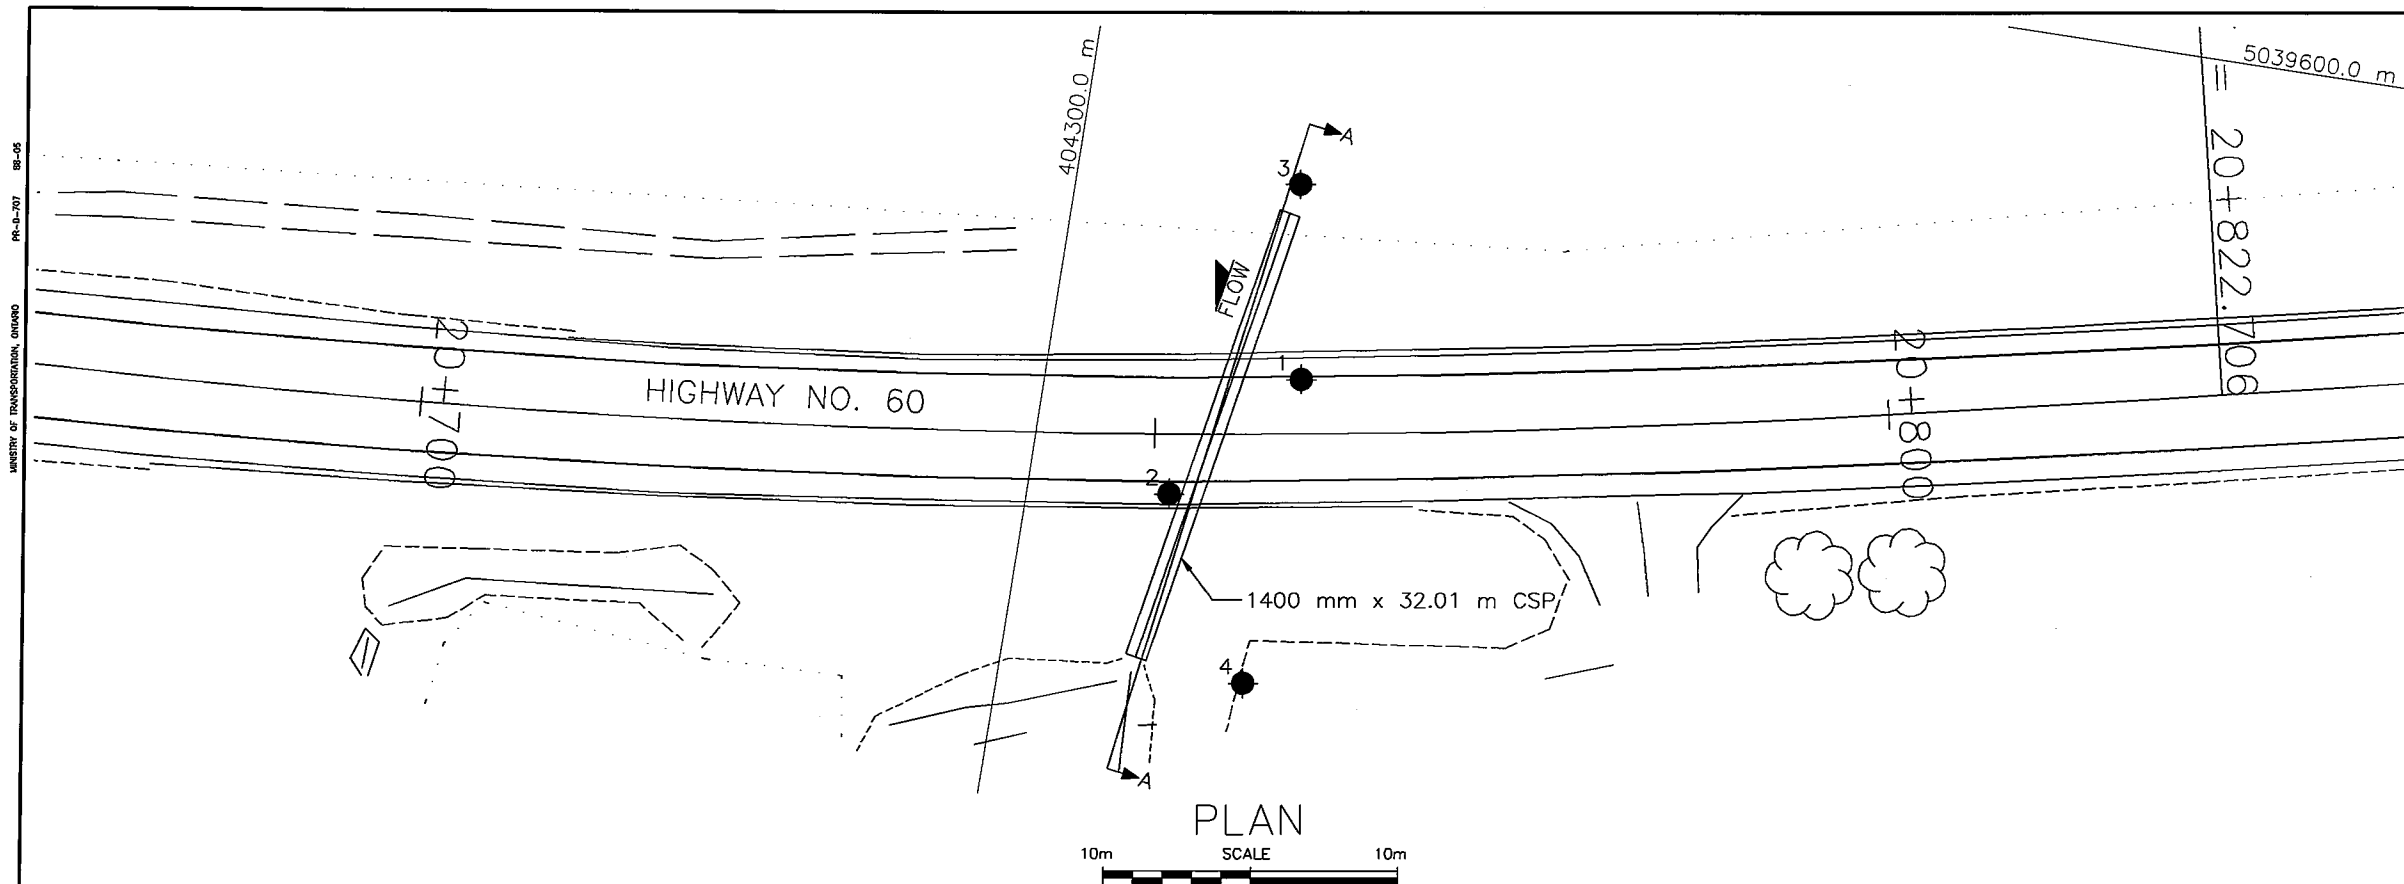 5039600.0 m
404300.0 m
= 20+822.706
A
3
FLOW
1
20+700
HIGHWAY NO. 60
20+800
2
1400 mm x 32.01 m CSP
4
A
PLAN
10m SCALE 10m
MINISTRY OF TRANSPORTATION, ONTARIO PR-D-707 88-05